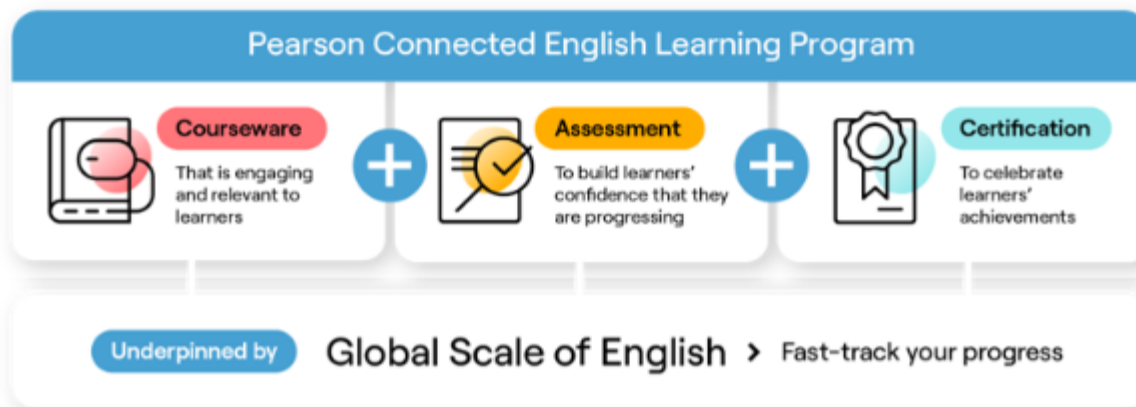 Pearson Connected English Learning Program
Courseware
That is engaging
and relevant to
learners
Assessment
To build learners’
confidence that they
are progressing
Certification
To celebrate
learners’
achievements
Underpinned by
Global Scale of English > Fast-track your progress